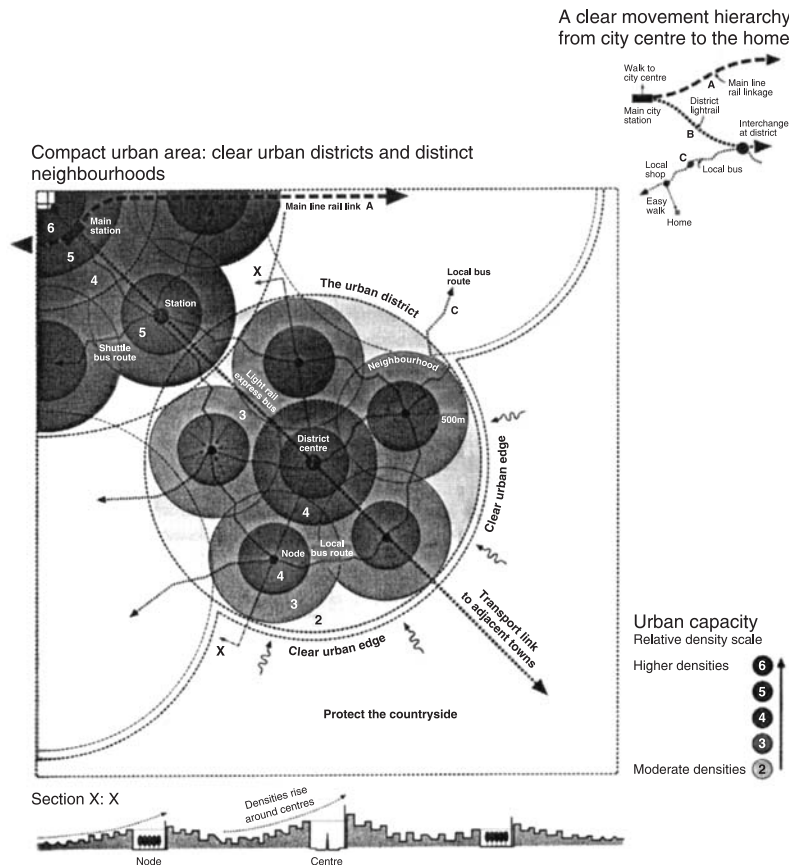 A clear movement hierarchy
from city centre to the home
Walk to
city centre
A
Main line
rail linkage
Main city
station
District
lightrail
B
Interchange
at district
C
Local
shop
Local bus
Easy
walk
Home
Compact urban area: clear urban districts and distinct
neighbourhoods
6
Main
station
Main line rail link A
5
4
X
The urban district
Local bus
route
C
Station
5
Shuttle
bus route
Neighbourhood
Light rail
express bus
3
500m
District
centre
Clear urban edge
4
Node
Local
bus route
4
3
2
X
Clear urban edge
Transport link
to adjacent towns
Protect the countryside
Urban capacity
Relative density scale
Higher densities 6
5
4
3
Moderate densities 2
Section X: X
Densities rise
around centres
Node
Centre